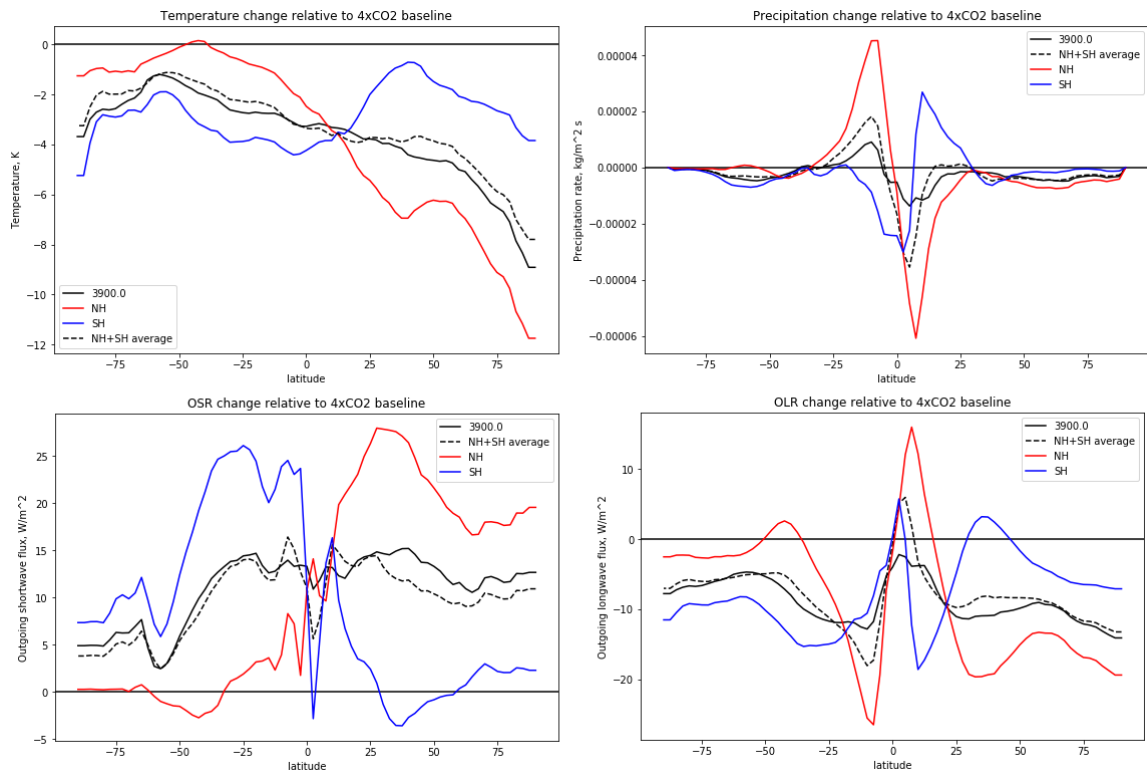 Temperature change relative to 4xCO2 baseline
Temperature, K
0
−2
−4
−6
−8
−10
−12
3900.0
NH
SH
NH+SH average
−75 −50 −25 0 25 50 75
latitude
Precipitation change relative to 4xCO2 baseline
Precipitation rate, kg/m^2 s
0.00004
0.00002
0.00000
−0.00002
−0.00004
−0.00006
3900.0
NH+SH average
NH
SH
−75 −50 −25 0 25 50 75
latitude
OSR change relative to 4xCO2 baseline
Outgoing shortwave flux, W/m^2
25
20
15
10
5
0
−5
3900.0
NH+SH average
NH
SH
−75 −50 −25 0 25 50 75
latitude
OLR change relative to 4xCO2 baseline
Outgoing longwave flux, W/m^2
10
0
−10
−20
3900.0
NH+SH average
NH
SH
−75 −50 −25 0 25 50 75
latitude